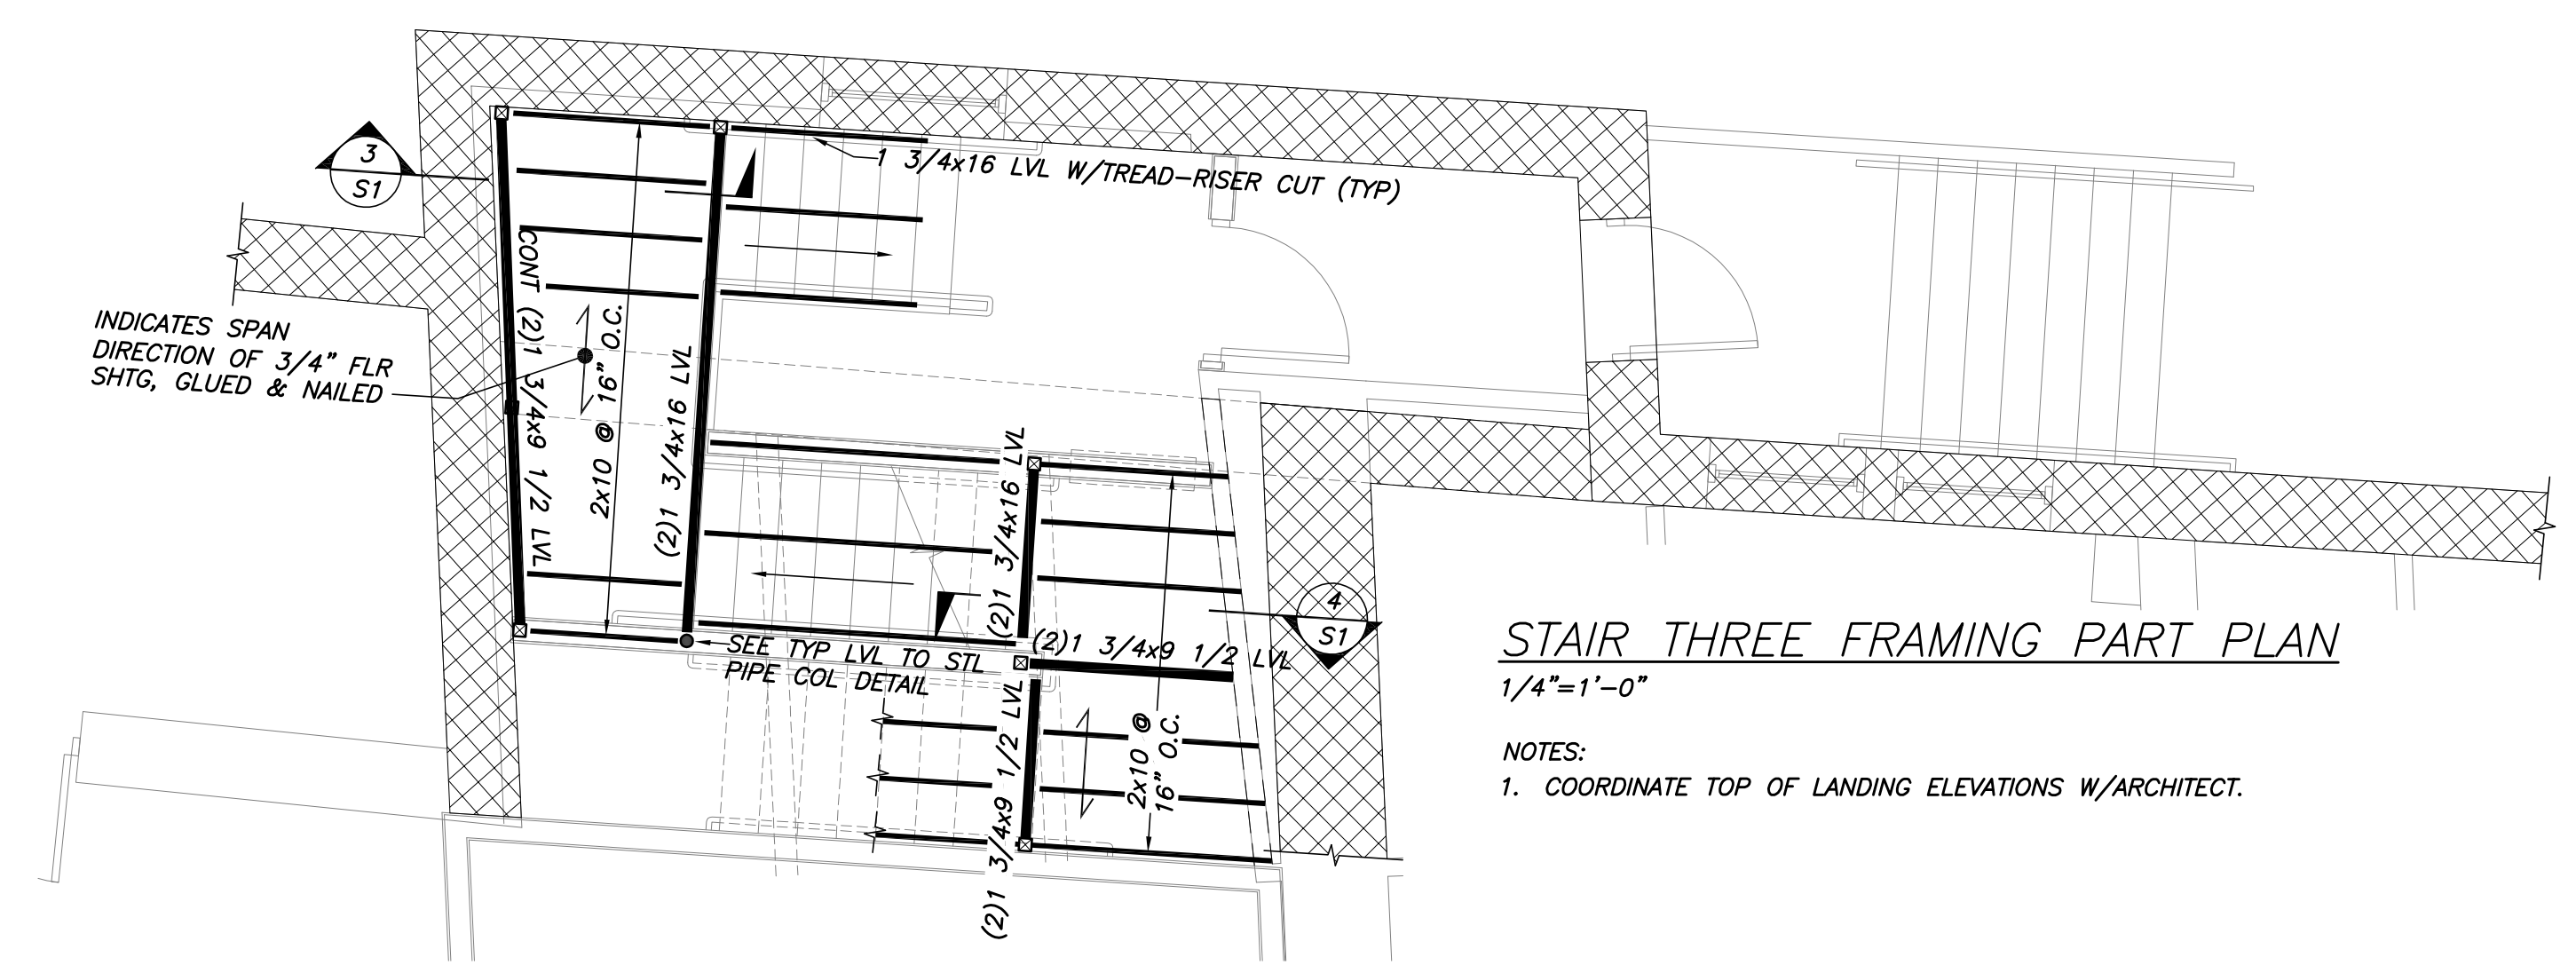 3
S1
1 3/4x16 LVL W/TREAD-RISER CUT (TYP)
INDICATES SPAN
DIRECTION OF 3/4" FLR
SHTG, GLUED & NAILED
CONT (2)1 3/4x9 1/2 LVL
2x10 @ 16" O.C.
(2)1 3/4x16 LVL
(2)1 3/4x16 LVL
SEE TYP LVL TO STL
PIPE COL DETAIL
(2)1 3/4x9 1/2 LVL
(2)1 3/4x9 1/2 LVL
2x10 @
16" O.C.
4
S1
STAIR THREE FRAMING PART PLAN
1/4"=1'-0"
NOTES:
1. COORDINATE TOP OF LANDING ELEVATIONS W/ARCHITECT.